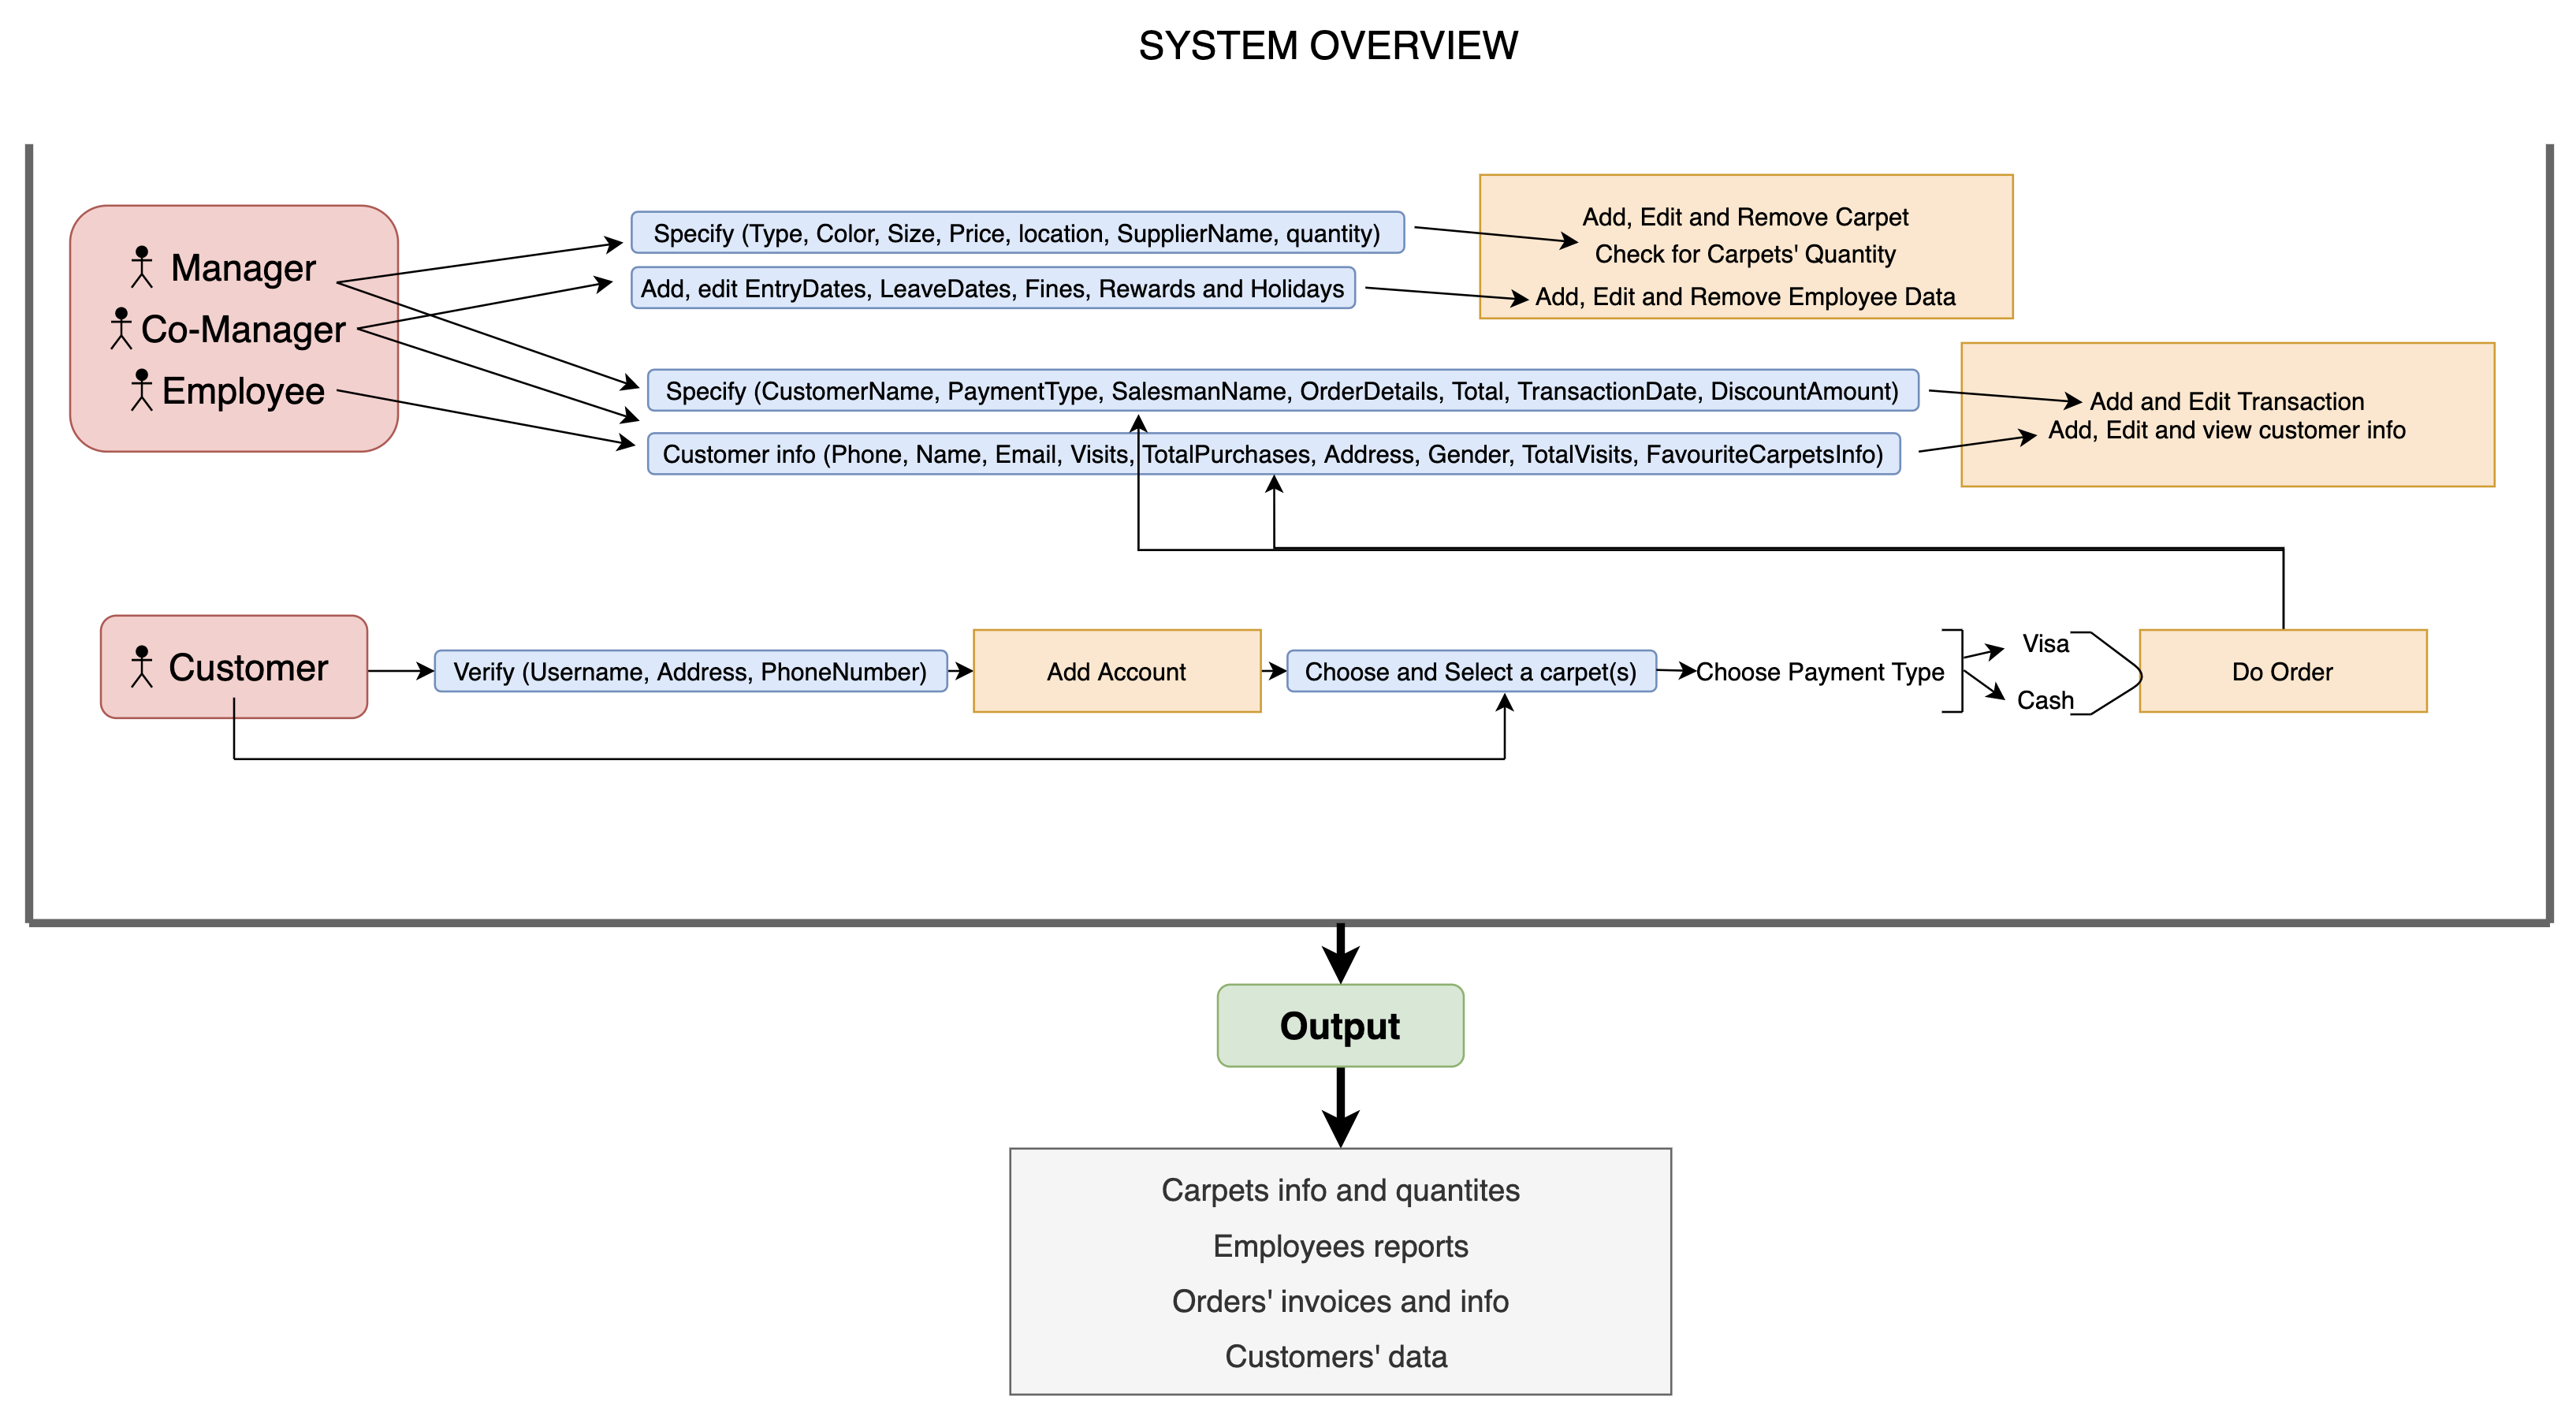 SYSTEM OVERVIEW
Manager
Co-Manager
Employee
Specify (Type, Color, Size, Price, location, SupplierName, quantity)
Add, edit EntryDates, LeaveDates, Fines, Rewards and Holidays
Add, Edit and Remove Carpet
Check for Carpets' Quantity
Add, Edit and Remove Employee Data
Specify (CustomerName, PaymentType, SalesmanName, OrderDetails, Total, TransactionDate, DiscountAmount)
Customer info (Phone, Name, Email, Visits, TotalPurchases, Address, Gender, TotalVisits, FavouriteCarpetsInfo)
Add and Edit Transaction
Add, Edit and view customer info
Customer
Verify (Username, Address, PhoneNumber)
Add Account
Choose and Select a carpet(s)
Choose Payment Type
Visa
Cash
Do Order
Output
Carpets info and quantites
Employees reports
Orders' invoices and info
Customers' data